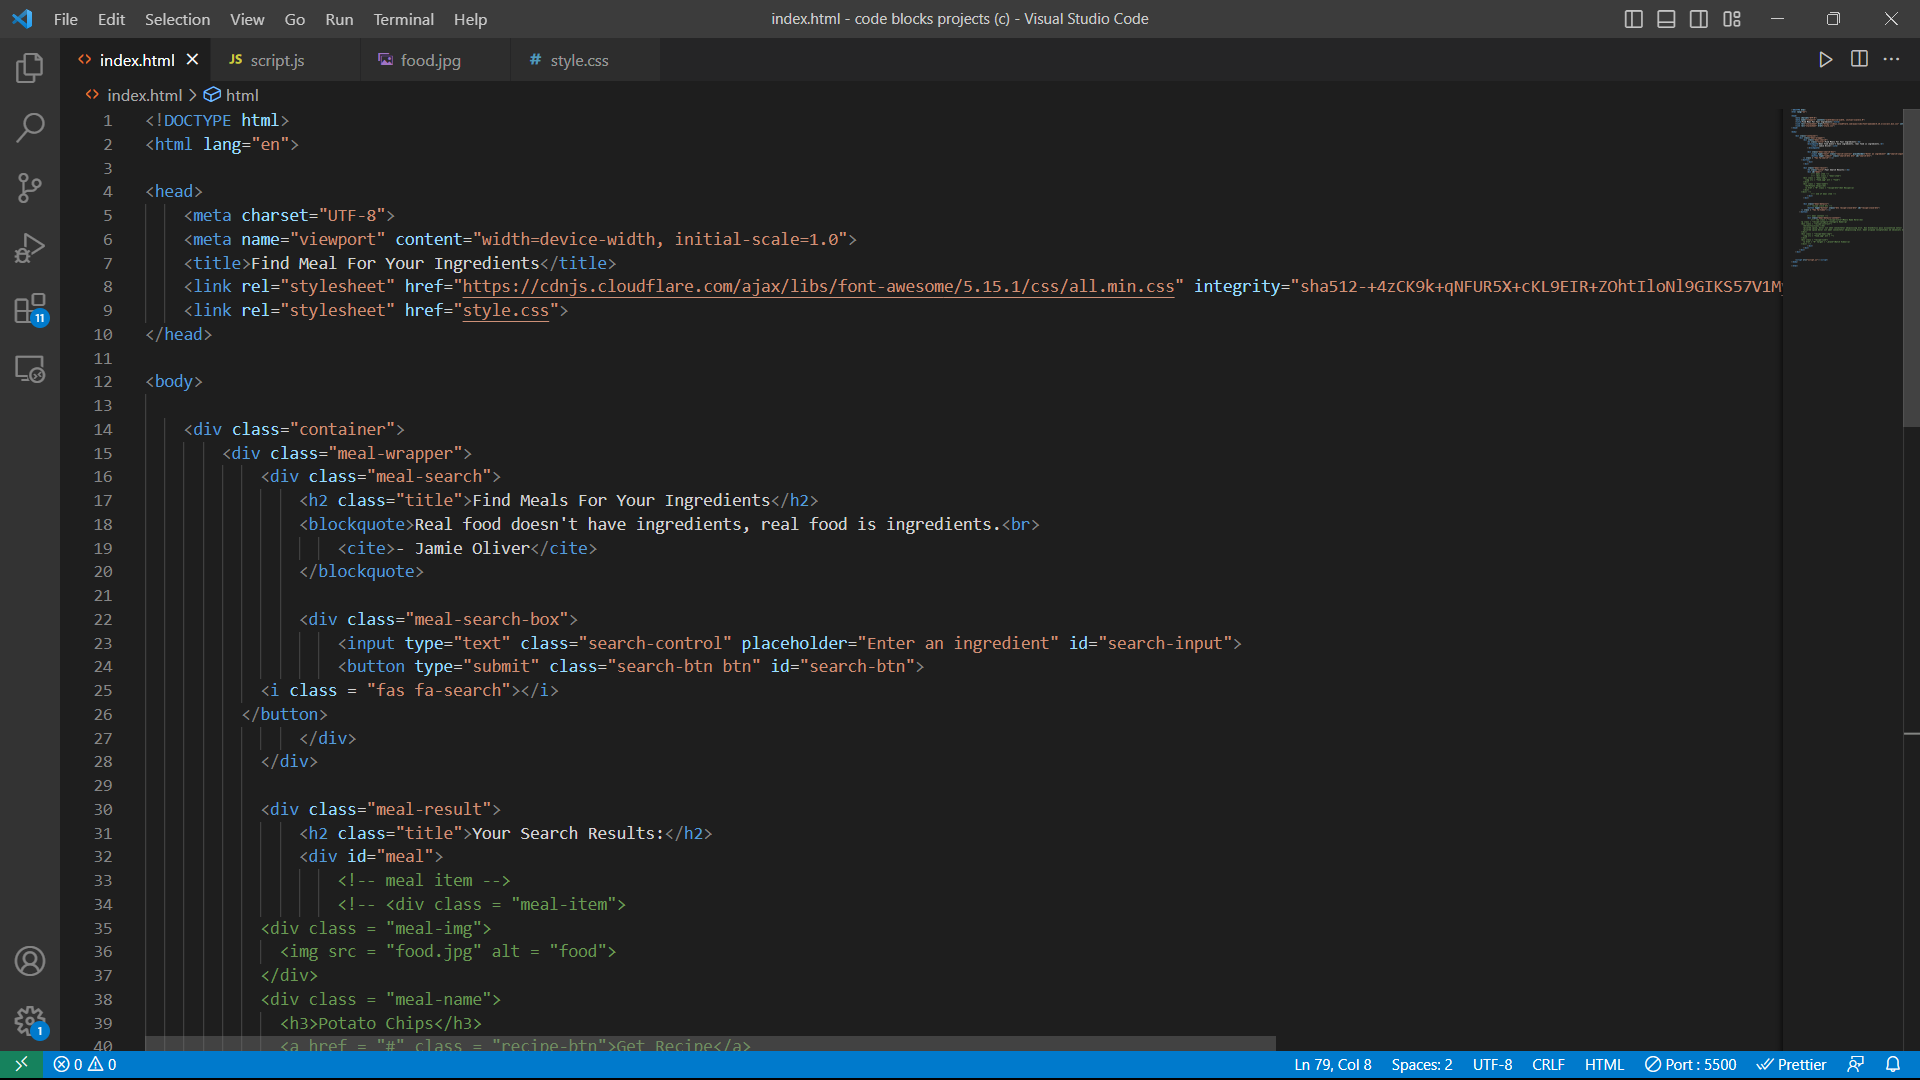 File Edit Selection View Go Run Terminal Help
index.html - code blocks projects (c) - Visual Studio Code
index.html
JS script.js
food.jpg
# style.css
index.html > html
1 <!DOCTYPE html>
2 <html lang="en">
3
4 <head>
5 <meta charset="UTF-8">
6 <meta name="viewport" content="width=device-width, initial-scale=1.0">
7 <title>Find Meal For Your Ingredients</title>
8 <link rel="stylesheet" href="https://cdnjs.cloudflare.com/ajax/libs/font-awesome/5.15.1/css/all.min.css" integrity="sha512-+4zCK9k+qNFUR5X+cKL9EIR+ZOhtIloNl9GIKS57V1M
9 <link rel="stylesheet" href="style.css">
10 </head>
11
12 <body>
13
14 <div class="container">
15 <div class="meal-wrapper">
16 <div class="meal-search">
17 <h2 class="title">Find Meals For Your Ingredients</h2>
18 <blockquote>Real food doesn't have ingredients, real food is ingredients.<br>
19 <cite>- Jamie Oliver</cite>
20 </blockquote>
21
22 <div class="meal-search-box">
23 <input type="text" class="search-control" placeholder="Enter an ingredient" id="search-input">
24 <button type="submit" class="search-btn btn" id="search-btn">
25 <i class = "fas fa-search"></i>
26 </button>
27 </div>
28 </div>
29
30 <div class="meal-result">
31 <h2 class="title">Your Search Results:</h2>
32 <div id="meal">
33 <!-- meal item -->
34 <!-- <div class = "meal-item">
35 <div class = "meal-img">
36 <img src = "food.jpg" alt = "food">
37 </div>
38 <div class = "meal-name">
39 <h3>Potato Chips</h3>
40 <a href = "#" class = "recipe-btn">Get Recipe</a>
11
1
0 0
Ln 79, Col 8 Spaces: 2 UTF-8 CRLF HTML Port : 5500 Prettier